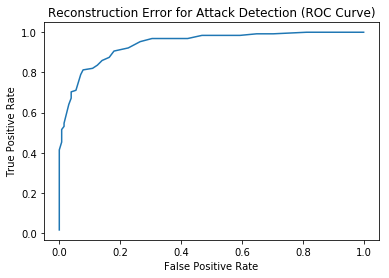 Reconstruction Error for Attack Detection (ROC Curve)
1.0
0.8
0.6
0.4
0.2
0.0
True Positive Rate
0.0 0.2 0.4 0.6 0.8 1.0
False Positive Rate